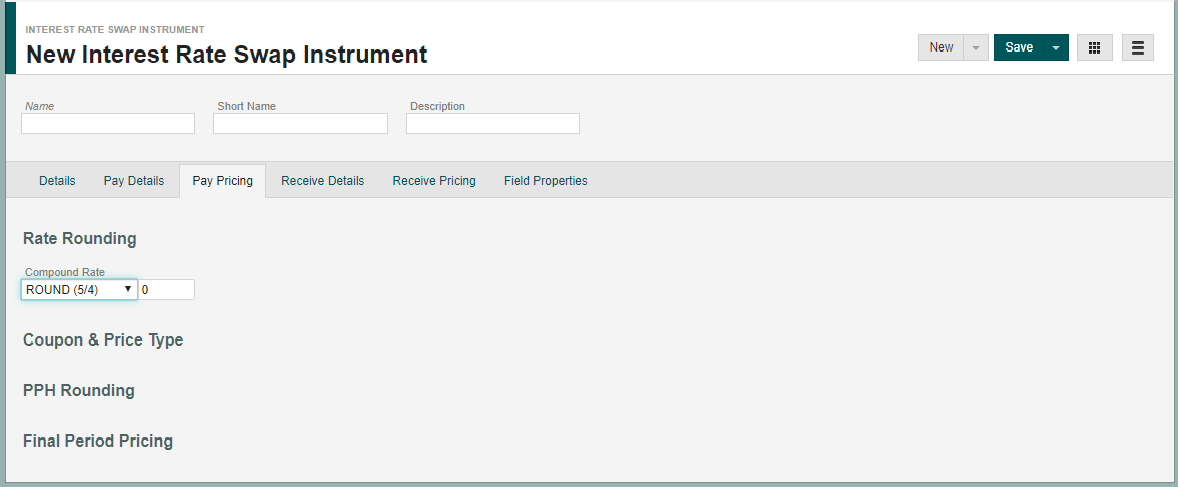 INTEREST RATE SWAP INSTRUMENT
New Interest Rate Swap Instrument
New Save
Name Short Name Description
Details Pay Details Pay Pricing Receive Details Receive Pricing Field Properties
Rate Rounding
Compound Rate
ROUND (5/4) 0
Coupon & Price Type
PPH Rounding
Final Period Pricing